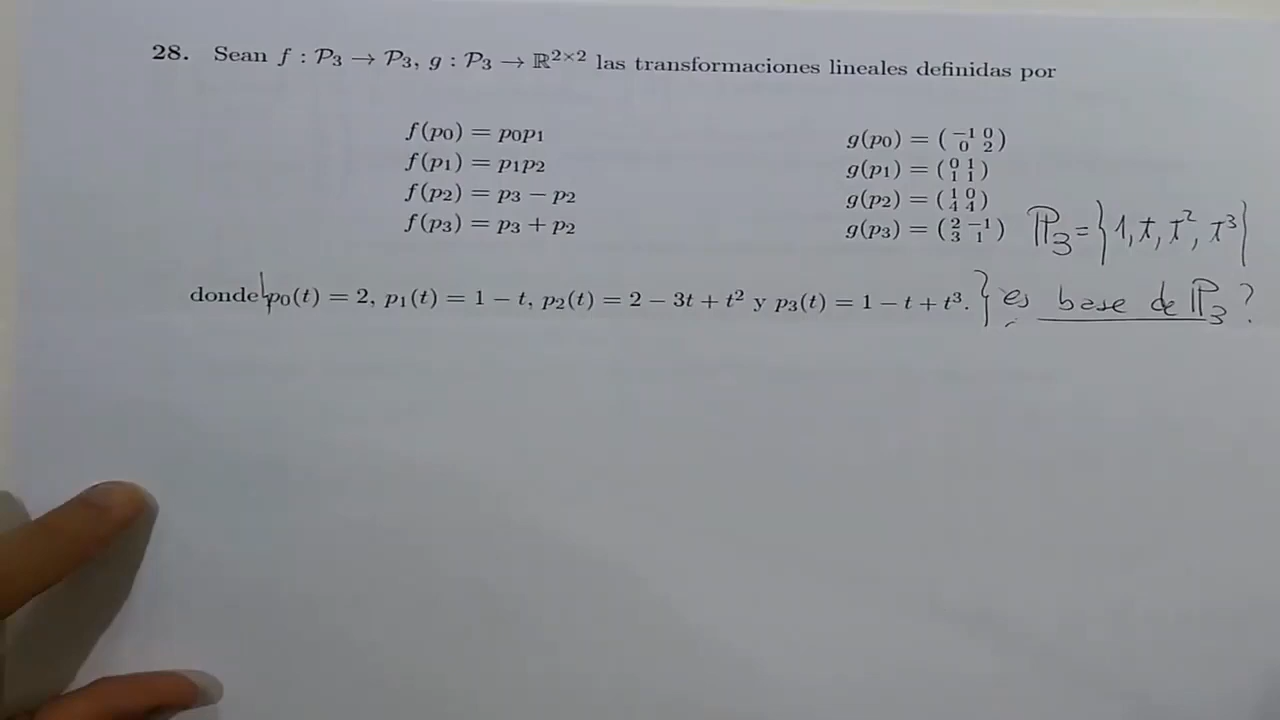 28. Sean f : P₃ → P₃, g : P₃ → ℝ²ˣ² las transformaciones lineales definidas por
f(p0) = p0p1
f(p1) = p1p2
f(p2) = p3 − p2
f(p3) = p3 + p2
g(p0) = (−1 0 0 2)
g(p1) = (0 1 1 1)
g(p2) = (1 0 4 4)
g(p3) = (2 −1 3 1)
ℙ₃ = {1, t, t², t³}
donde {p0(t) = 2, p1(t) = 1 − t, p2(t) = 2 − 3t + t² y p3(t) = 1 − t + t³. } es base de ℙ₃ ?